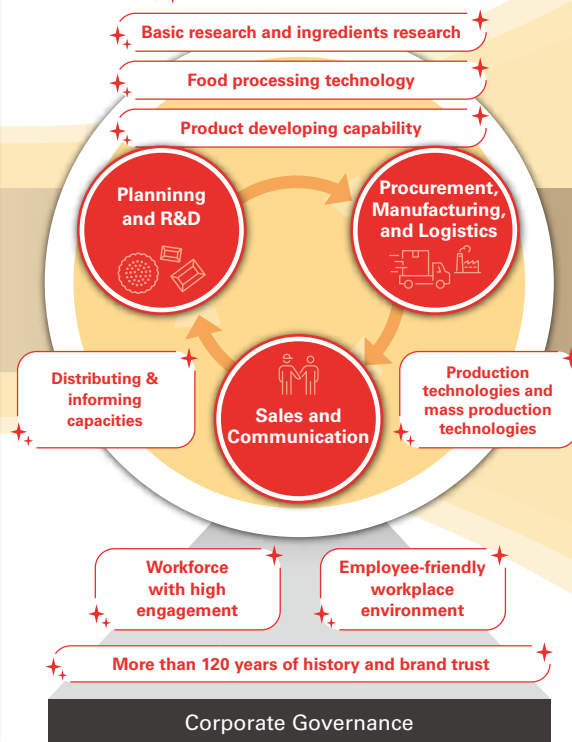 Basic research and ingredients research
Food processing technology
Product developing capability
Planninng
and R&D
Procurement,
Manufacturing,
and Logistics
Distributing &
informing
capacities
Sales and
Communication
Production
technologies and
mass production
technologies
Workforce
with high
engagement
Employee-friendly
workplace
environment
More than 120 years of history and brand trust
Corporate Governance